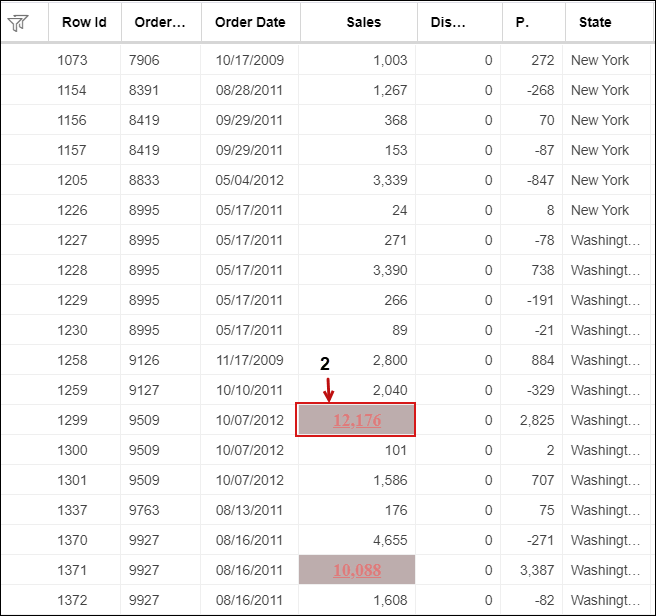 Row Id Order... Order Date Sales Dis... P. State
1073 7906 10/17/2009 1,003 0 272 New York
1154 8391 08/28/2011 1,267 0 -268 New York
1156 8419 09/29/2011 368 0 70 New York
1157 8419 09/29/2011 153 0 -87 New York
1205 8833 05/04/2012 3,339 0 -847 New York
1226 8995 05/17/2011 24 0 8 New York
1227 8995 05/17/2011 271 0 -78 Washingt...
1228 8995 05/17/2011 3,390 0 738 Washingt...
1229 8995 05/17/2011 266 0 -191 Washingt...
1230 8995 05/17/2011 89 0 -21 Washingt...
1258 9126 11/17/2009 2,800 0 884 Washingt...
2
1259 9127 10/10/2011 2,040 0 -329 Washingt...
1299 9509 10/07/2012 12,176 0 2,825 Washingt...
1300 9509 10/07/2012 101 0 2 Washingt...
1301 9509 10/07/2012 1,586 0 707 Washingt...
1337 9763 08/13/2011 176 0 75 Washingt...
1370 9927 08/16/2011 4,655 0 -271 Washingt...
1371 9927 08/16/2011 10,088 0 3,387 Washingt...
1372 9927 08/16/2011 1,608 0 -82 Washingt...